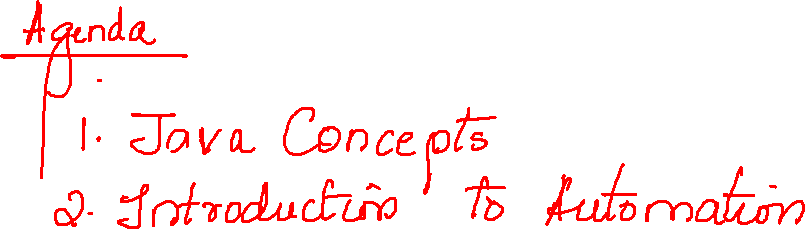 Agenda
1. Java Concepts
2. Introduction to Automation